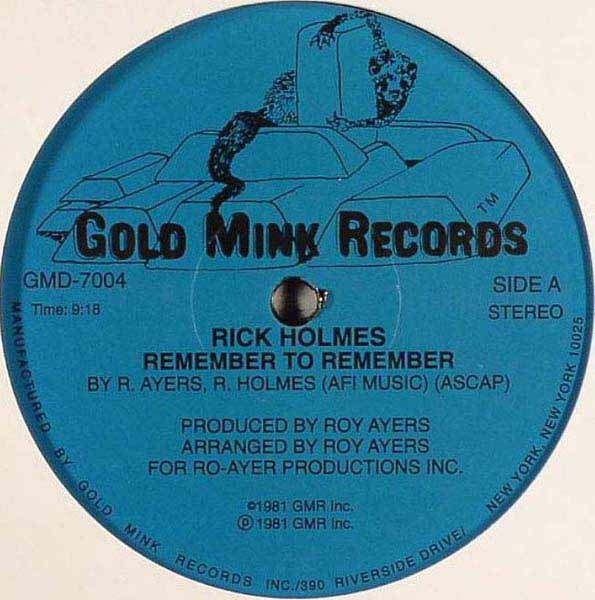 GOLD MINK RECORDS™
GMD-7004
SIDE A
Time: 9:18
STEREO
RICK HOLMES
REMEMBER TO REMEMBER
BY R. AYERS, R. HOLMES (AFI MUSIC) (ASCAP)
PRODUCED BY ROY AYERS
ARRANGED BY ROY AYERS
FOR RO-AYER PRODUCTIONS INC.
©1981 GMR Inc.
℗1981 GMR Inc.
MANUFACTURED BY GOLD MINK RECORDS INC./390 RIVERSIDE DRIVE/ NEW YORK, NEW YORK 10025